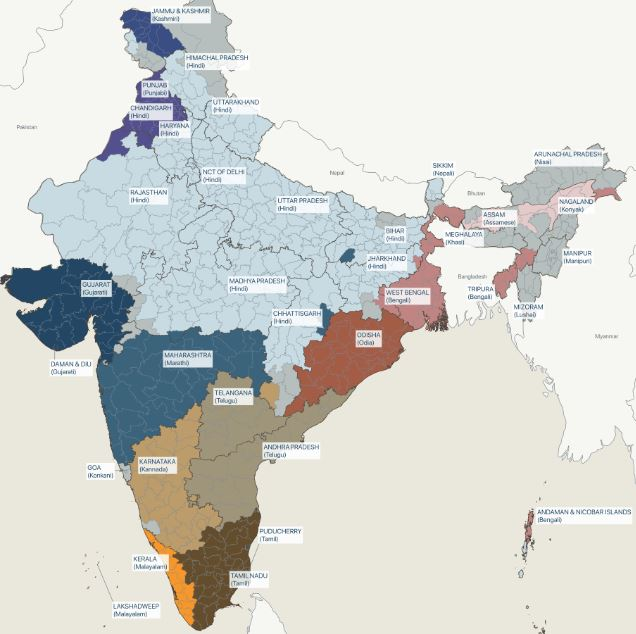 JAMMU & KASHMIR
(Kashmiri)
HIMACHAL PRADESH
(Hindi)
PUNJAB
(Punjabi)
CHANDIGARH
(Hindi)
UTTARAKHAND
(Hindi)
HARYANA
(Hindi)
Pakistan
NCT OF DELHI
(Hindi)
RAJASTHAN
(Hindi)
UTTAR PRADESH
(Hindi)
Nepal
SIKKIM
(Nepali)
Bhutan
ARUNACHAL PRADESH
(Nissi)
NAGALAND
(Konyak)
ASSAM
(Assamese)
BIHAR
(Hindi)
MEGHALAYA
(Khasi)
JHARKHAND
(Hindi)
MANIPUR
(Manipuri)
Bangladesh
GUJARAT
(Gujarati)
MADHYA PRADESH
(Hindi)
WEST BENGAL
(Bengali)
TRIPURA
(Bengali)
MIZORAM
(Lushai)
CHHATTISGARH
(Hindi)
Myanmar
ODISHA
(Odia)
MAHARASHTRA
(Marathi)
DAMAN & DIU
(Gujarati)
TELANGANA
(Telugu)
ANDHRA PRADESH
(Telugu)
KARNATAKA
(Kannada)
GOA
(Konkani)
ANDAMAN & NICOBAR ISLANDS
(Bengali)
PUDUCHERRY
(Tamil)
KERALA
(Malayalam)
TAMIL NADU
(Tamil)
LAKSHADWEEP
(Malayalam)